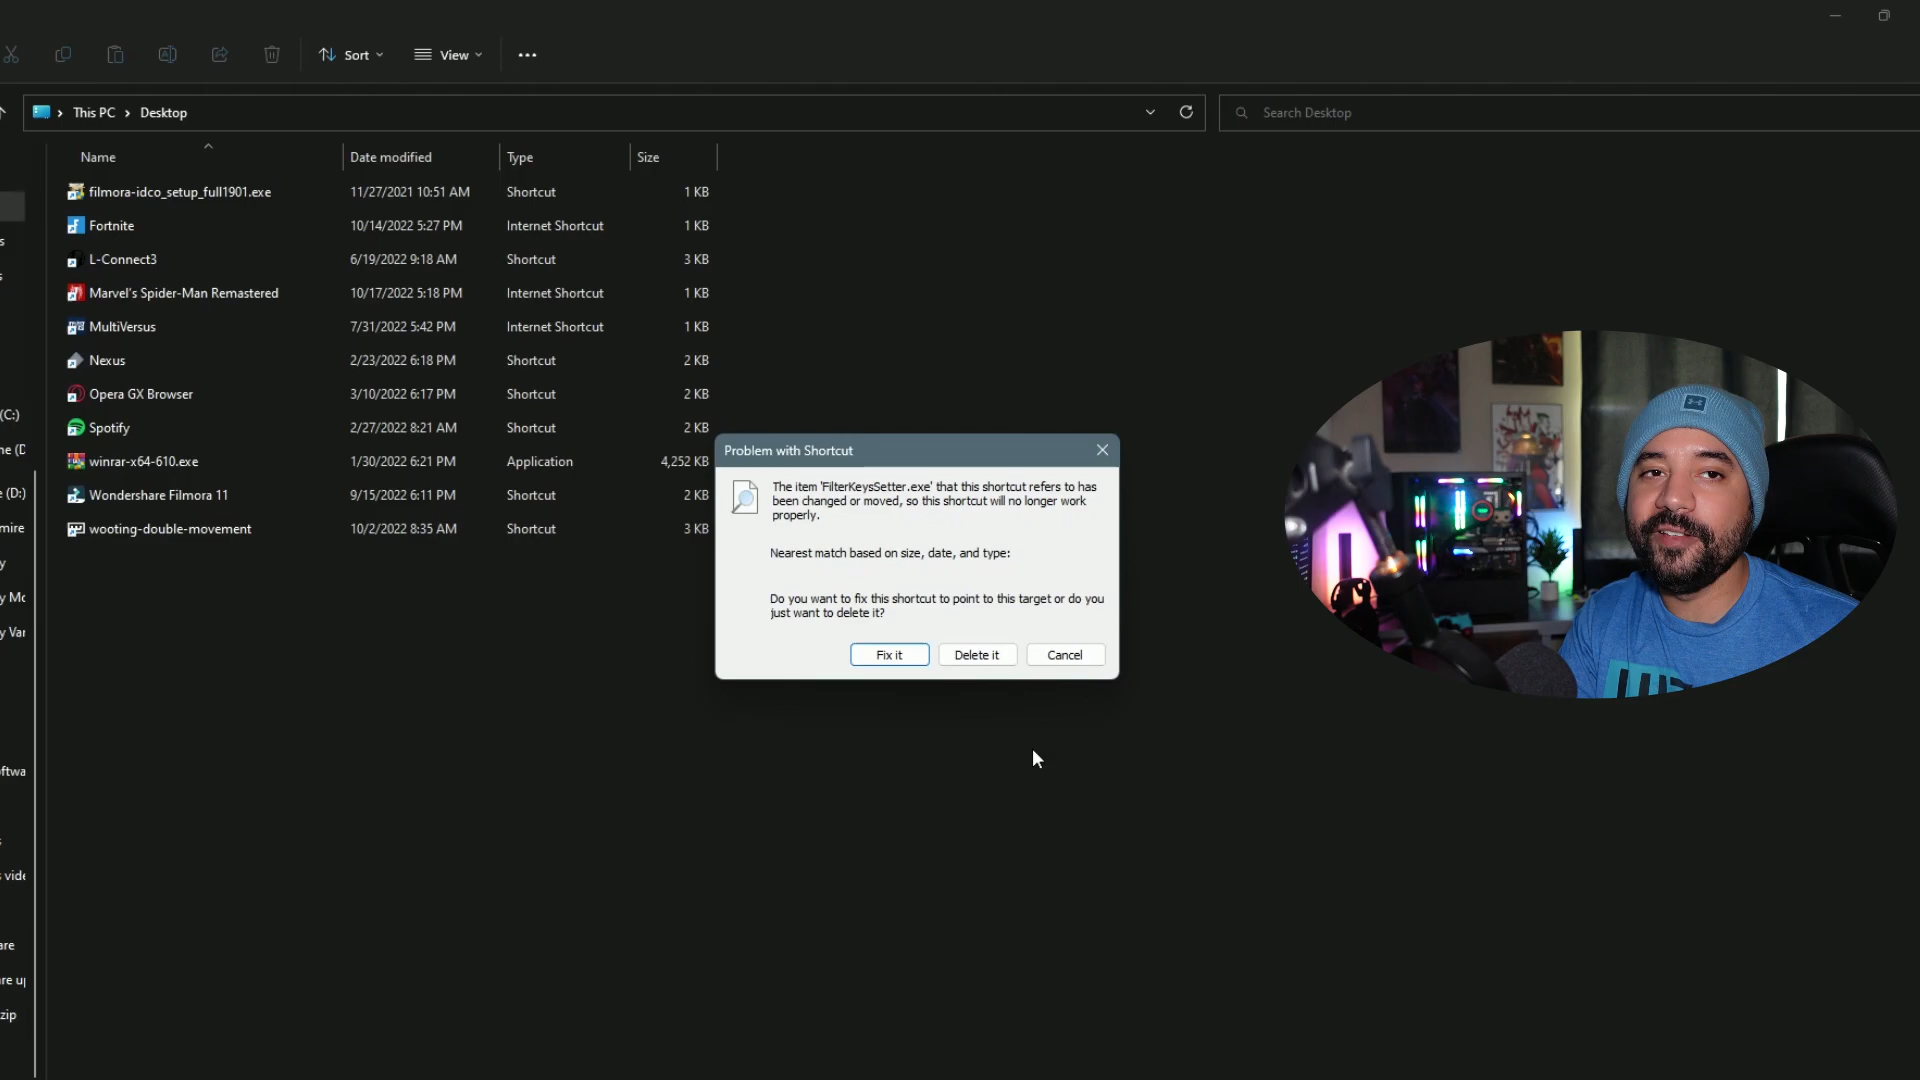 Sort
View
This PC
Desktop
Search Desktop
Name
Date modified
Type
Size
filmora-idco_setup_full1901.exe 11/27/2021 10:51 AM Shortcut 1 KB
Fortnite 10/14/2022 5:27 PM Internet Shortcut 1 KB
L-Connect3 6/19/2022 9:18 AM Shortcut 3 KB
Marvel's Spider-Man Remastered 10/17/2022 5:18 PM Internet Shortcut 1 KB
MultiVersus 7/31/2022 5:42 PM Internet Shortcut 1 KB
Nexus 2/23/2022 6:18 PM Shortcut 2 KB
Opera GX Browser 3/10/2022 6:17 PM Shortcut 2 KB
Spotify 2/27/2022 8:21 AM Shortcut 2 KB
winrar-x64-610.exe 1/30/2022 6:21 PM Application 4,252 KB
Wondershare Filmora 11 9/15/2022 6:11 PM Shortcut 2 KB
wooting-double-movement 10/2/2022 8:35 AM Shortcut 3 KB
s
(C:)
ne (D
(D:)
mire
y
y Mc
y Var
oftwa
s
vide
are
re up
zip
Problem with Shortcut
The item 'FilterKeysSetter.exe' that this shortcut refers to has
been changed or moved, so this shortcut will no longer work
properly.
Nearest match based on size, date, and type:
Do you want to fix this shortcut to point to this target or do you
just want to delete it?
Fix it
Delete it
Cancel